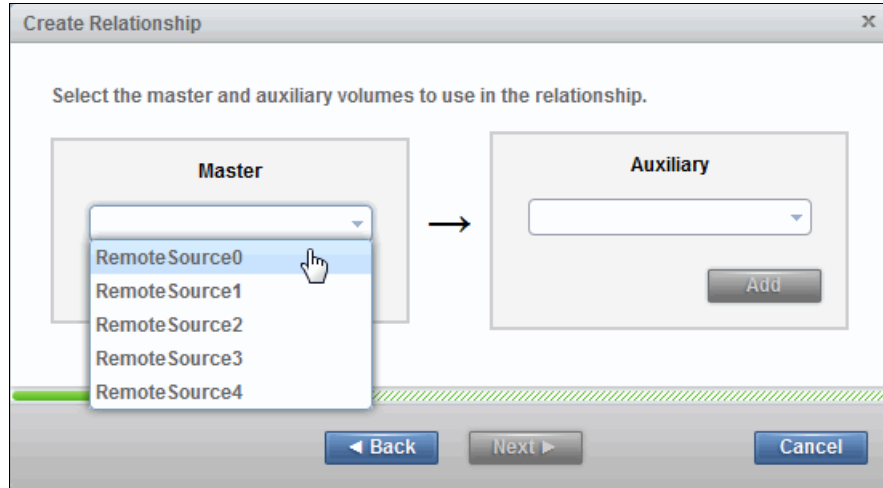 Create Relationship x
Select the master and auxiliary volumes to use in the relationship.
Master
RemoteSource0
RemoteSource1
RemoteSource2
RemoteSource3
RemoteSource4
Auxiliary
Add
Back Next Cancel